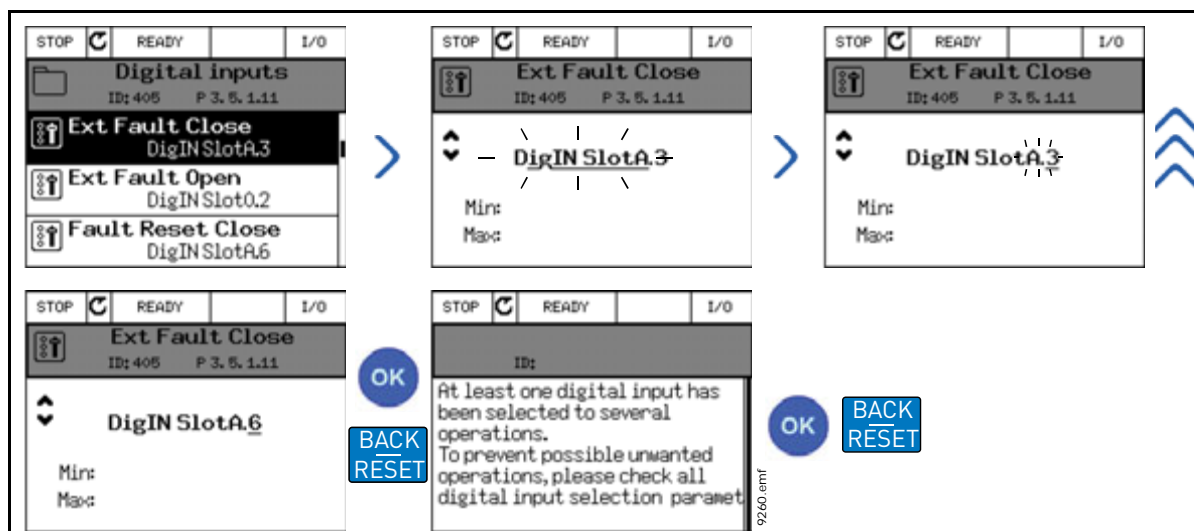 STOP READY I/O
Digital inputs
ID: 405 P 3. 5. 1.11
Ext Fault Close
DigIN SlotA.3
Ext Fault Open
DigIN Slot0.2
Fault Reset Close
DigIN SlotA.6
STOP READY I/O
Ext Fault Close
ID: 405 P 3. 5. 1.11
DigIN SlotA.3
Min:
Max:
STOP READY I/O
Ext Fault Close
ID: 405 P 3. 5. 1.11
DigIN SlotA.3
Min:
Max:
STOP READY I/O
Ext Fault Close
ID: 405 P 3. 5. 1.11
DigIN SlotA.6
Min:
Max:
OK
BACK
RESET
STOP READY I/O
ID:
At least one digital input has
been selected to several
operations.
To prevent possible unwanted
operations, please check all
digital input selection paramet
OK
BACK
RESET
9260.emf